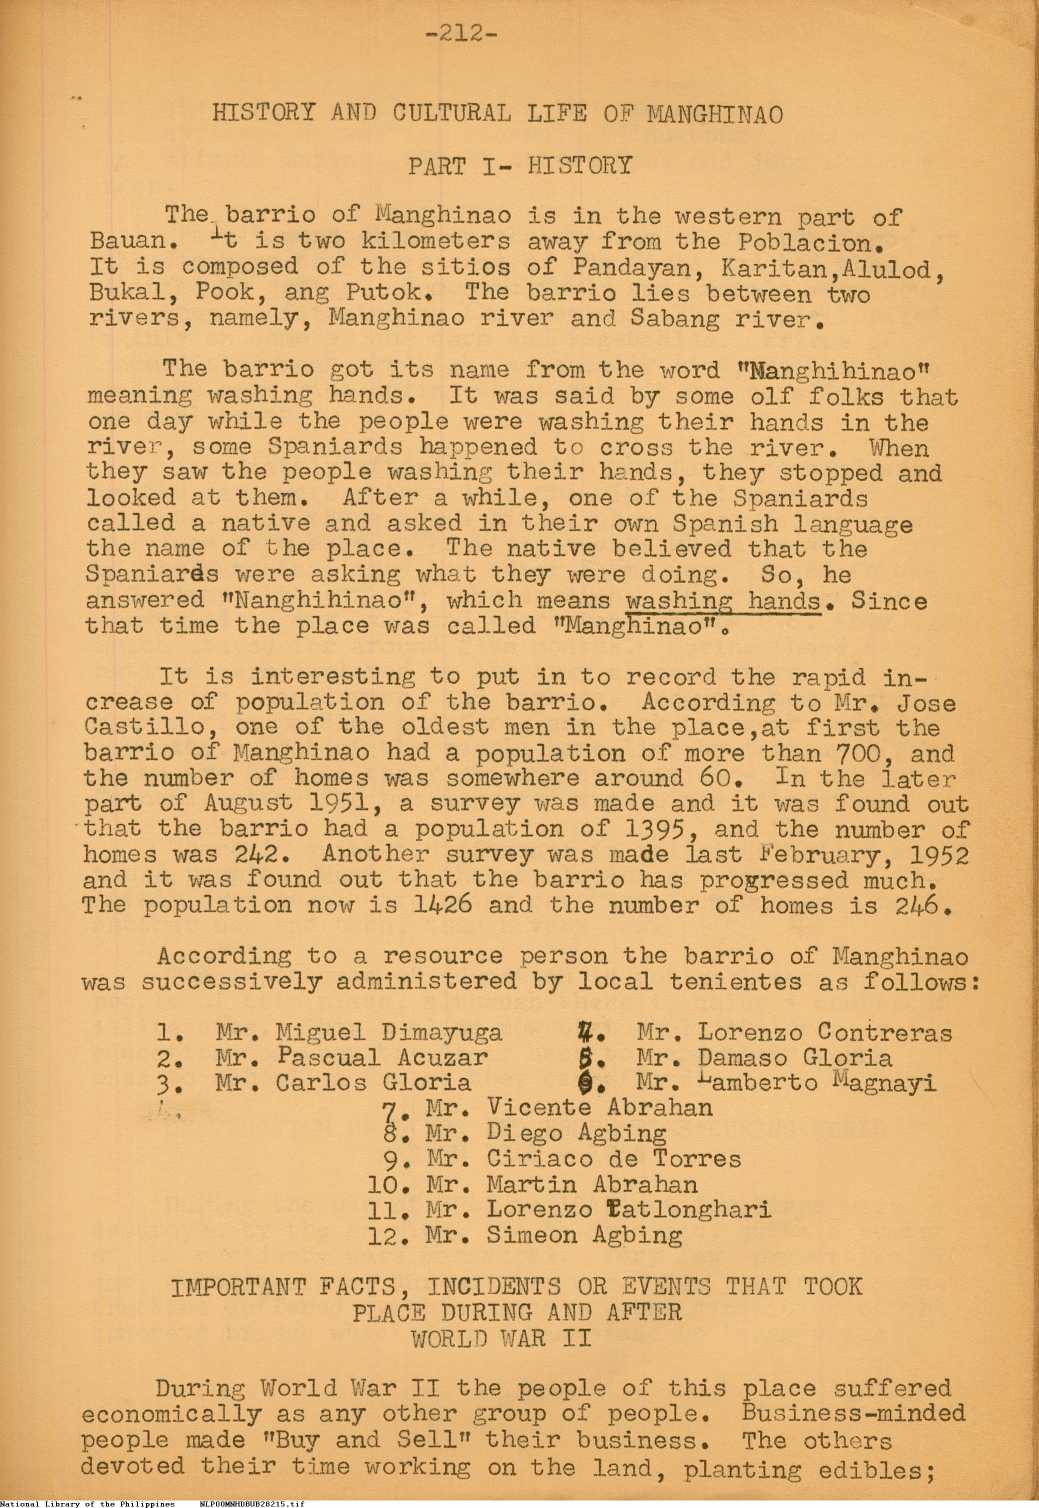 -212-
HISTORY AND CULTURAL LIFE OF MANGHINAO
PART I- HISTORY
The barrio of Manghinao is in the western part of
Bauan. It is two kilometers away from the Poblacion.
It is composed of the sitios of Pandayan, Karitan,Alulod,
Bukal, Pook, ang Putok. The barrio lies between two
rivers, namely, Manghinao river and Sabang river.
The barrio got its name from the word "Nanghihinao"
meaning washing hands. It was said by some olf folks that
one day while the people were washing their hands in the
river, some Spaniards happened to cross the river. When
they saw the people washing their hands, they stopped and
looked at them. After a while, one of the Spaniards
called a native and asked in their own Spanish language
the name of the place. The native believed that the
Spaniards were asking what they were doing. So, he
answered "Nanghihinao", which means washing hands. Since
that time the place was called "Manghinao".
It is interesting to put in to record the rapid in-
crease of population of the barrio. According to Mr. Jose
Castillo, one of the oldest men in the place,at first the
barrio of Manghinao had a population of more than 700, and
the number of homes was somewhere around 60. In the later
part of August 1951, a survey was made and it was found out
that the barrio had a population of 1395, and the number of
homes was 242. Another survey was made last February, 1952
and it was found out that the barrio has progressed much.
The population now is 1426 and the number of homes is 246.
According to a resource person the barrio of Manghinao
was successively administered by local tenientes as follows:
1. Mr. Miguel Dimayuga 4. Mr. Lorenzo Contreras
2. Mr. Pascual Acuzar 5. Mr. Damaso Gloria
3. Mr. Carlos Gloria 6. Mr. Lamberto Magnayi
7. Mr. Vicente Abrahan
8. Mr. Diego Agbing
9. Mr. Ciriaco de Torres
10. Mr. Martin Abrahan
11. Mr. Lorenzo Tatlonghari
12. Mr. Simeon Agbing
IMPORTANT FACTS, INCIDENTS OR EVENTS THAT TOOK
PLACE DURING AND AFTER
WORLD WAR II
During World War II the people of this place suffered
economically as any other group of people. Business-minded
people made "Buy and Sell" their business. The others
devoted their time working on the land, planting edibles;
National Library of the Philippines NLP00MNHDBUB28215.tif